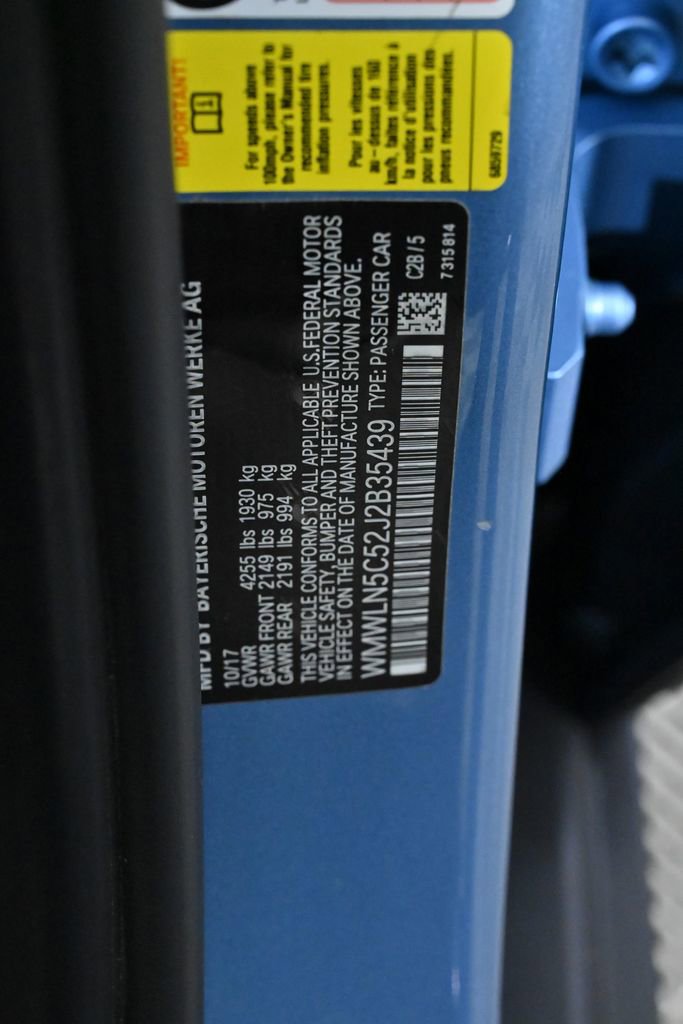 IMPORTANT!
For speeds above
100mph, please refer to
the Owner's Manual for
recommended tire
inflation pressures.
Pour les vitesses
au – dessus de 160
km/h, faites référence à
la notice d'utilisation
pour les pressions des
pneus recommandées.
6859729
MFD BY BAYERISCHE MOTOREN WERKE AG
10/17
GVWR 4255 lbs 1930 kg
GAWR FRONT 2149 lbs 975 kg
GAWR REAR 2191 lbs 994 kg
THIS VEHICLE CONFORMS TO ALL APPLICABLE U.S.FEDERAL MOTOR
VEHICLE SAFETY, BUMPER AND THEFT PREVENTION STANDARDS
IN EFFECT ON THE DATE OF MANUFACTURE SHOWN ABOVE.
WMWLN5C52J2B35439 TYPE: PASSENGER CAR
C2B / 5
7 315 814